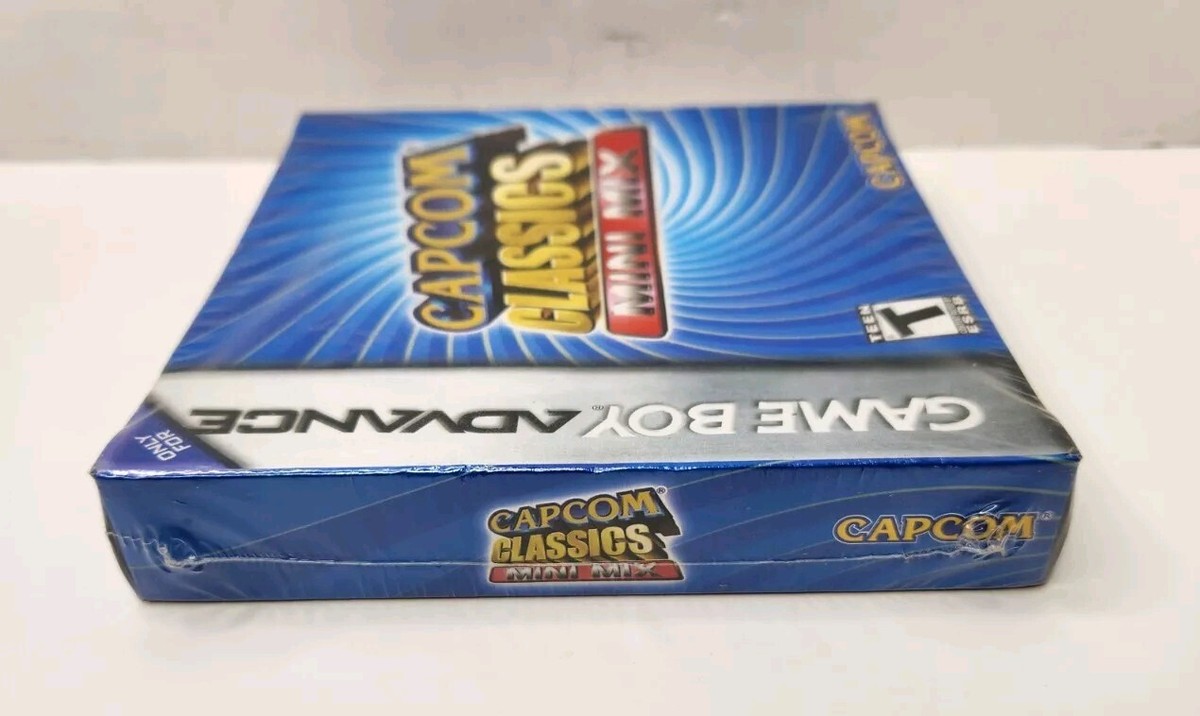 CAPCOM
CLASSICS
MINI MIX
CAPCOM
TEEN
T
ESRB
GAME BOY ADVANCE®
ONLY
FOR
CAPCOM®
CLASSICS
MINI MIX
CAPCOM®